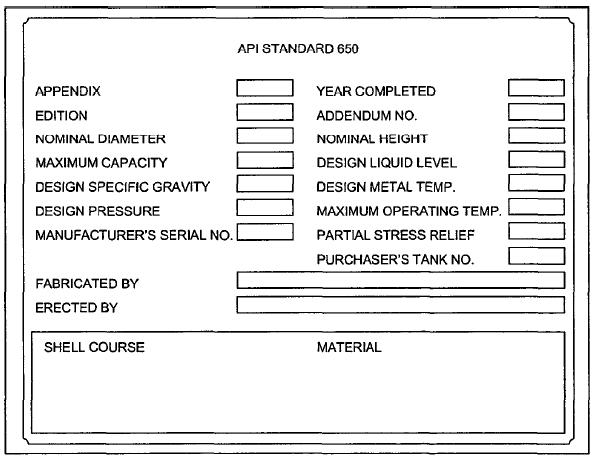 API STANDARD 650
APPENDIX YEAR COMPLETED
EDITION ADDENDUM NO.
NOMINAL DIAMETER NOMINAL HEIGHT
MAXIMUM CAPACITY DESIGN LIQUID LEVEL
DESIGN SPECIFIC GRAVITY DESIGN METAL TEMP.
DESIGN PRESSURE MAXIMUM OPERATING TEMP.
MANUFACTURER'S SERIAL NO. PARTIAL STRESS RELIEF
PURCHASER'S TANK NO.
FABRICATED BY
ERECTED BY
SHELL COURSE MATERIAL